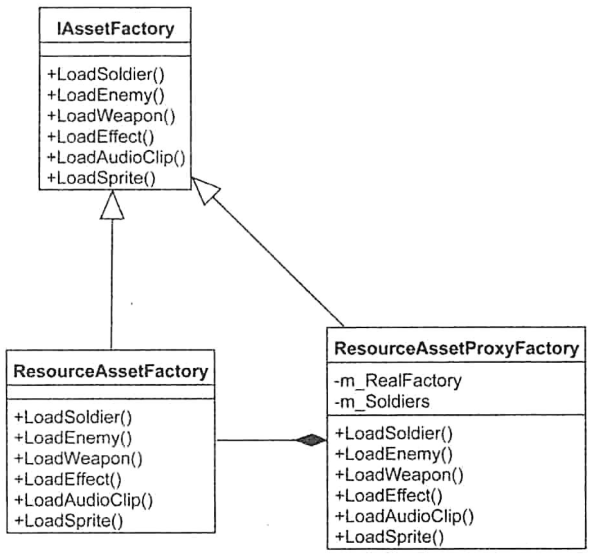 IAssetFactory
+LoadSoldier()
+LoadEnemy()
+LoadWeapon()
+LoadEffect()
+LoadAudioClip()
+LoadSprite()
ResourceAssetFactory
+LoadSoldier()
+LoadEnemy()
+LoadWeapon()
+LoadEffect()
+LoadAudioClip()
+LoadSprite()
ResourceAssetProxyFactory
-m_RealFactory
-m_Soldiers
+LoadSoldier()
+LoadEnemy()
+LoadWeapon()
+LoadEffect()
+LoadAudioClip()
+LoadSprite()